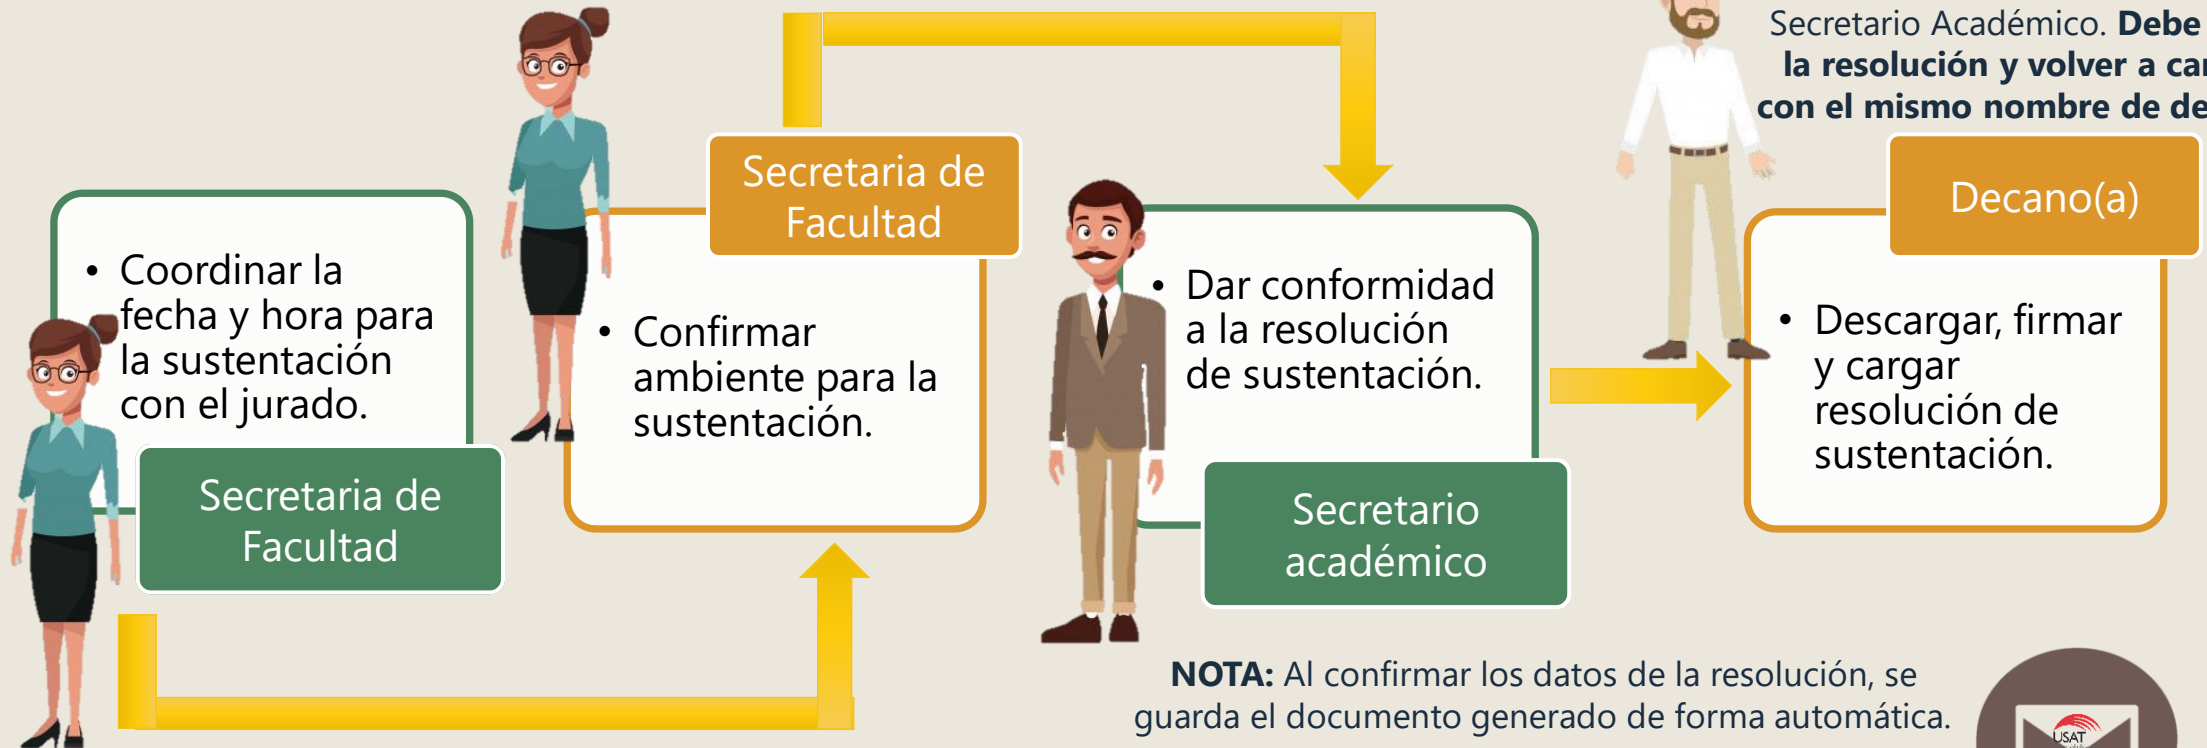 Secretario Académico. Debe
la resolución y volver a
con el mismo nombre de
Secretaria de
Facultad
Decano(a)
• Coordinar la
fecha y hora para
la sustentación
con el jurado.
Secretaria de
Facultad
• Confirmar
ambiente para la
sustentación.
• Dar conformidad
a la resolución
de sustentación.
Secretario
académico
• Descargar, firmar
y cargar
resolución de
sustentación.
NOTA: Al confirmar los datos de la resolución, se
guarda el documento generado de forma automática.
USAT